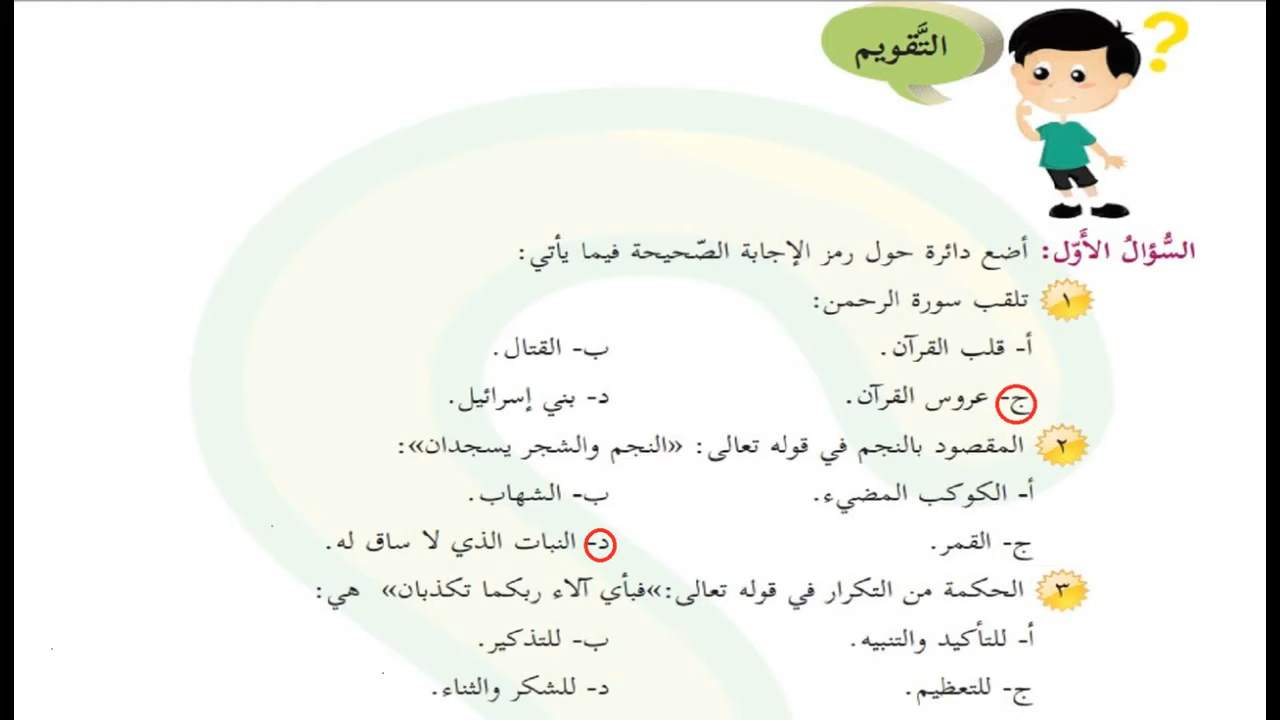 التَّقويم
?
السُّؤالُ الأَوّل: أضع دائرة حول رمز الإجابة الصّحيحة فيما يأتي:
١ تلقب سورة الرحمن:
أ- قلب القرآن. ب- القتال.
ج- عروس القرآن. د- بني إسرائيل.
٢ المقصود بالنجم في قوله تعالى: «النجم والشجر يسجدان»:
أ- الكوكب المضيء. ب- الشهاب.
ج- القمر. د- النبات الذي لا ساق له.
٣ الحكمة من التكرار في قوله تعالى:»فبأي آلاء ربكما تكذبان» هي:
أ- للتأكيد والتنبيه. ب- للتذكير.
ج- للتعظيم. د- للشكر والثناء.